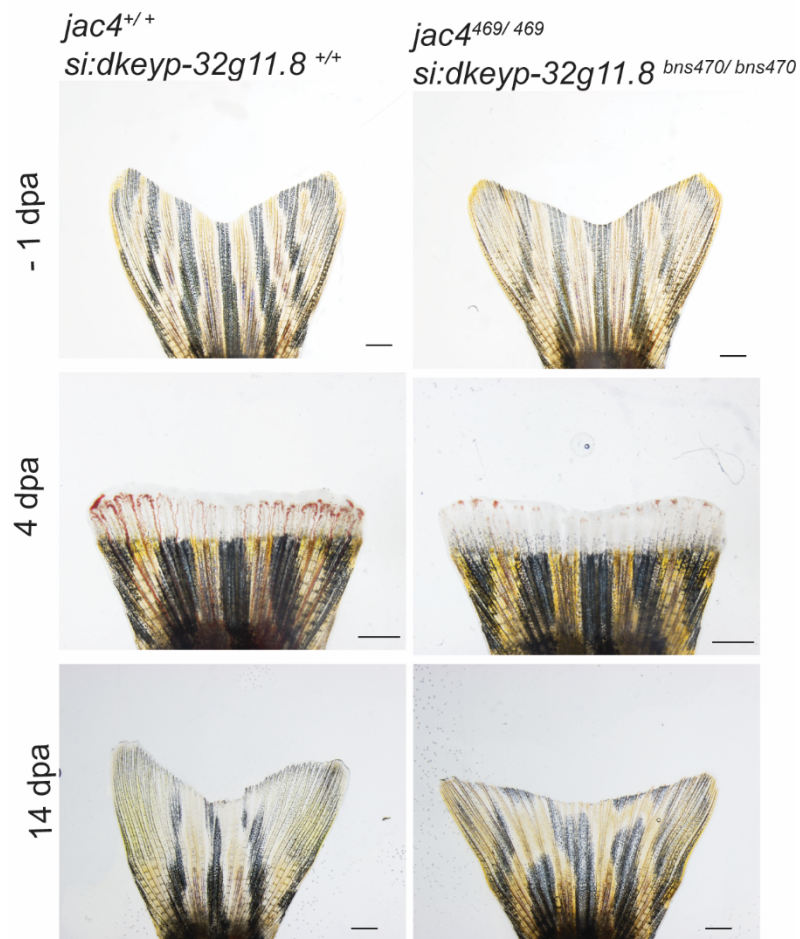 jac4+/+
si:dkeyp-32g11.8 +/+
jac4469/ 469
si:dkeyp-32g11.8 bns470/ bns470
- 1 dpa
4 dpa
14 dpa